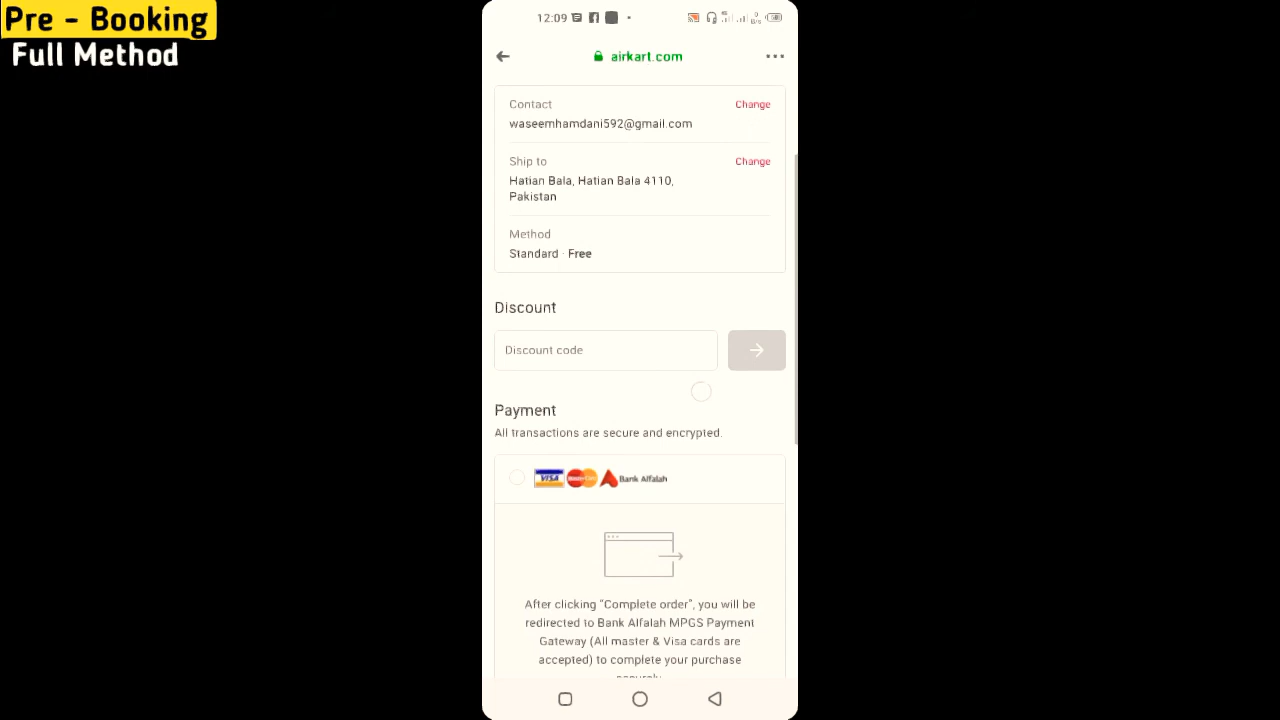 Pre - Booking
Full Method
12:09
airkart.com
Contact
Change
waseemhamdani592@gmail.com
Ship to
Change
Hatian Bala, Hatian Bala 4110,
Pakistan
Method
Standard · Free
Discount
Discount code
Payment
All transactions are secure and encrypted.
VISA MasterCard Bank Alfalah
After clicking "Complete order", you will be
redirected to Bank Alfalah MPGS Payment
Gateway (All master & Visa cards are
accepted) to complete your purchase
securely.